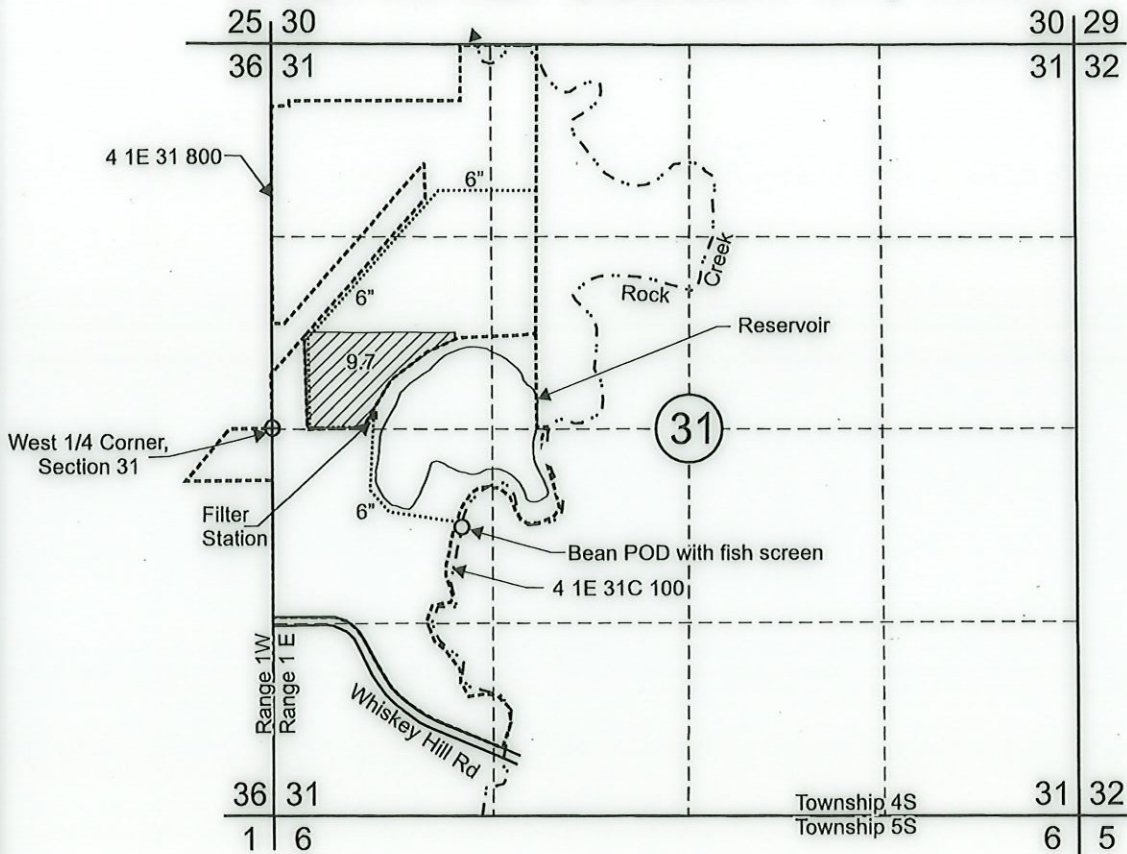 25 30
30 29
36 31
31 32
4 1E 31 800
6"
Creek
Rock
6"
Reservoir
9.7
31
West 1/4 Corner,
Section 31
6"
Filter
Station
Bean POD with fish screen
4 1E 31C 100
Range 1W
Range 1 E
Whiskey Hill Rd
36 31
Township 4S
31 32
1 6
Township 5S
6 5